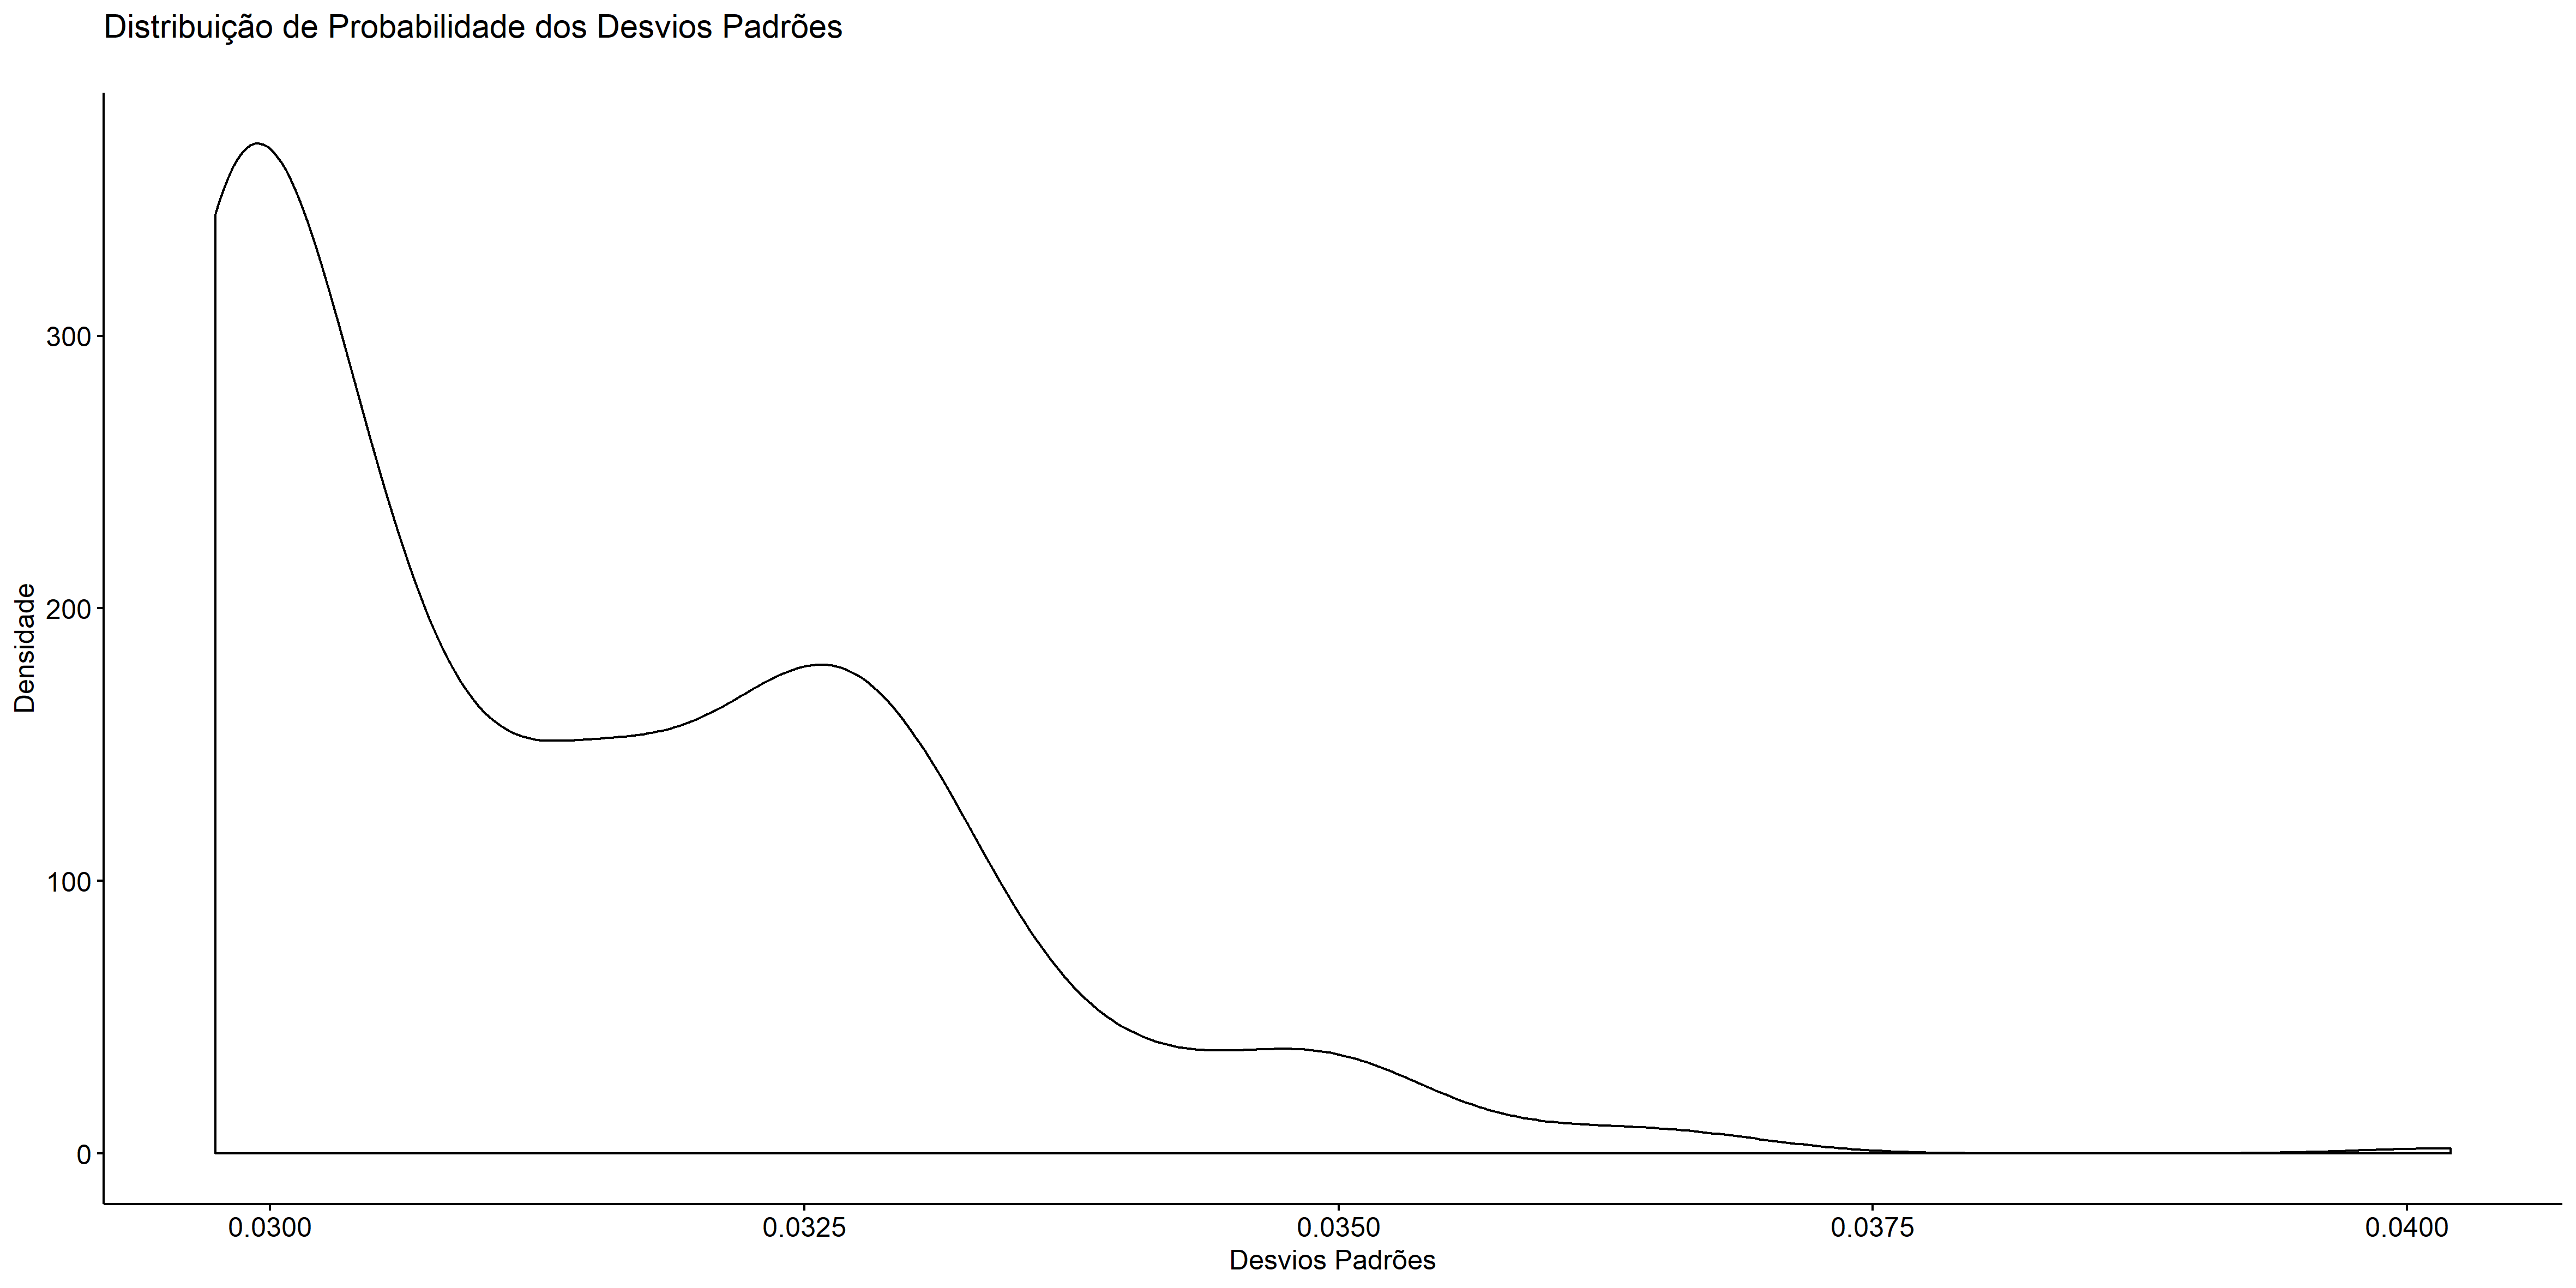 Distribuição de Probabilidade dos Desvios Padrões
Densidade
300
200
100
0
0.0300 0.0325 0.0350 0.0375 0.0400
Desvios Padrões